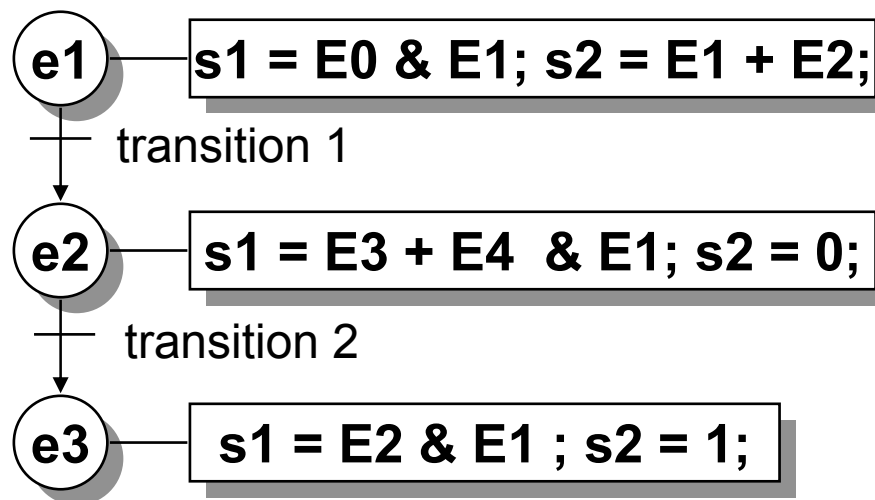 e1 s1 = E0 & E1; s2 = E1 + E2;
transition 1
e2 s1 = E3 + E4 & E1; s2 = 0;
transition 2
e3 s1 = E2 & E1 ; s2 = 1;